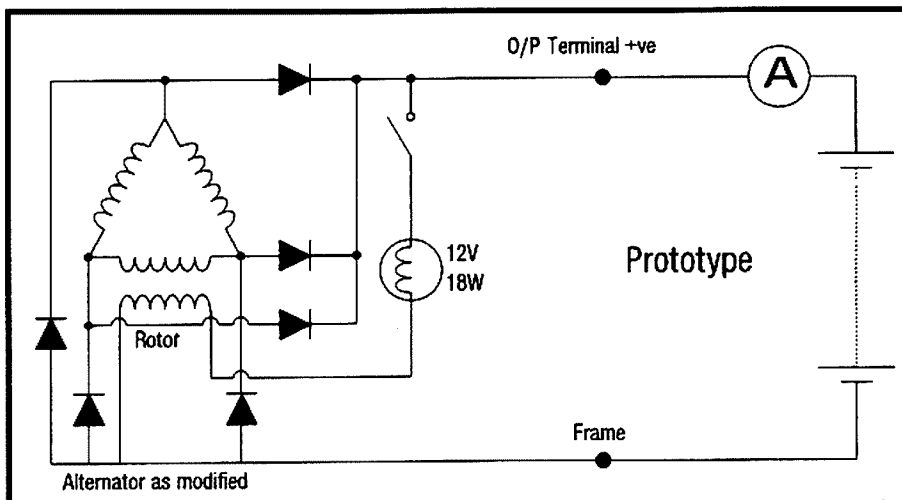 O/P Terminal +ve
A
12V
18W
Prototype
Rotor
Frame
Alternator as modified